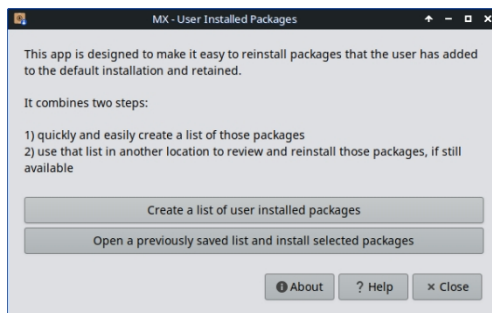 MX - User Installed Packages
This app is designed to make it easy to reinstall packages that the user has added
to the default installation and retained.
It combines two steps:
1) quickly and easily create a list of those packages
2) use that list in another location to review and reinstall those packages, if still
available
Create a list of user installed packages
Open a previously saved list and install selected packages
About ? Help × Close